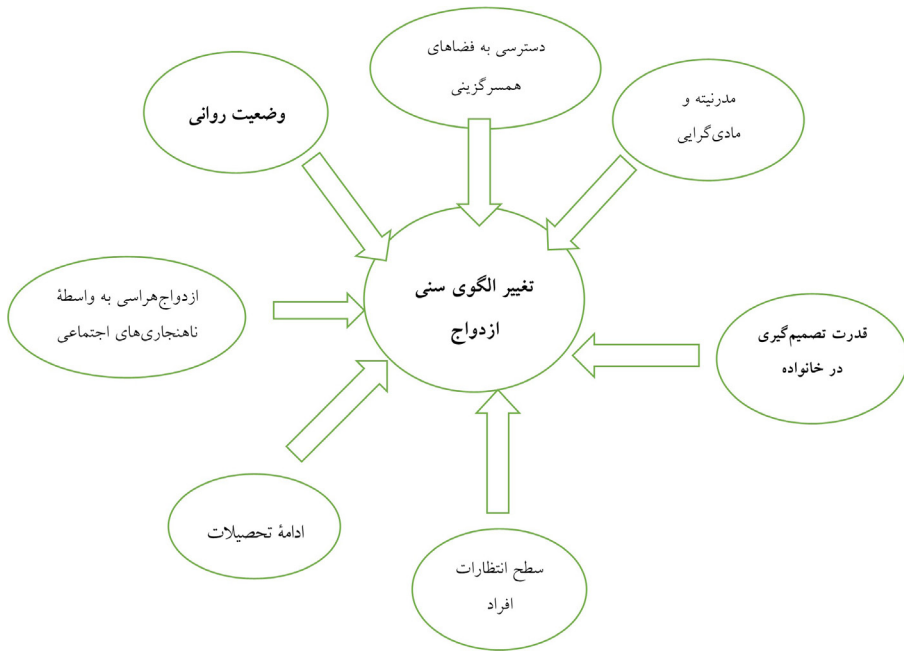 دسترسی به فضاهای
همسرگزینی
مدرنیته و
مادی‌گرایی
وضعیت روانی
تغییر الگوی سنی
ازدواج
ازدواج‌هراسی به واسطهٔ
ناهنجاری‌های اجتماعی
قدرت تصمیم‌گیری
در خانواده
ادامهٔ تحصیلات
سطح انتظارات
افراد